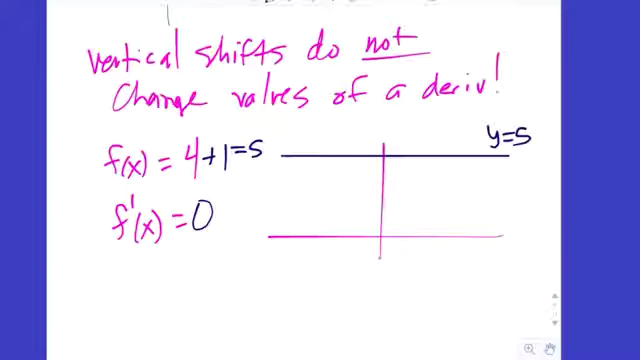 vertical shifts do not
Change values of a deriv!
f(x) = 4+1=5
y=5
f'(x) = 0